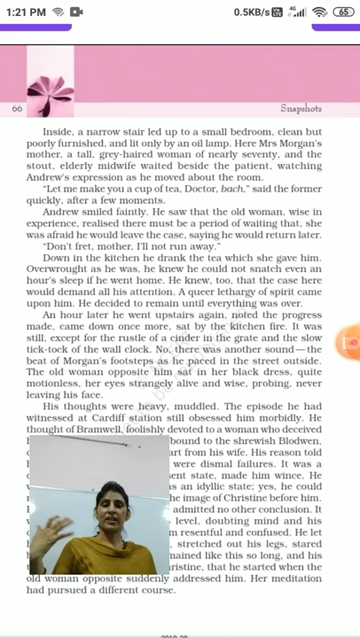 1:21 PM
0.5KB/s
4G
65
66
Snapshots
Inside, a narrow stair led up to a small bedroom, clean but
poorly furnished, and lit only by an oil lamp. Here Mrs Morgan's
mother, a tall, grey-haired woman of nearly seventy, and the
stout, elderly midwife waited beside the patient, watching
Andrew's expression as he moved about the room.
"Let me make you a cup of tea, Doctor, bach," said the former
quickly, after a few moments.
Andrew smiled faintly. He saw that the old woman, wise in
experience, realised there must be a period of waiting that, she
was afraid he would leave the case, saying he would return later.
"Don't fret, mother, I'll not run away."
Down in the kitchen he drank the tea which she gave him.
Overwrought as he was, he knew he could not snatch even an
hour's sleep if he went home. He knew, too, that the case here
would demand all his attention. A queer lethargy of spirit came
upon him. He decided to remain until everything was over.
An hour later he went upstairs again, noted the progress
made, came down once more, sat by the kitchen fire. It was
still, except for the rustle of a cinder in the grate and the slow
tick-tock of the wall clock. No, there was another sound — the
beat of Morgan's footsteps as he paced in the street outside.
The old woman opposite him sat in her black dress, quite
motionless, her eyes strangely alive and wise, probing, never
leaving his face.
His thoughts were heavy, muddled. The episode he had
witnessed at Cardiff station still obsessed him morbidly. He
thought of Bramwell, foolishly devoted to a woman who deceived
bound to the shrewish Blodwen,
art from his wife. His reason told
were dismal failures. It was a
sent state, made him wince. He
as an idyllic state; yes, he could
he image of Christine before him.
admitted no other conclusion. It
level, doubting mind and his
m resentful and confused. He let
, stretched out his legs, stared
mained like this so long, and his
hristine, that he started when the
old woman opposite suddenly addressed him. Her meditation
had pursued a different course.
2019-20